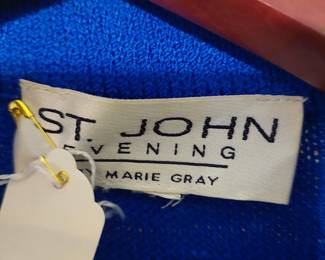 ST. JOHN
EVENING
MARIE GRAY